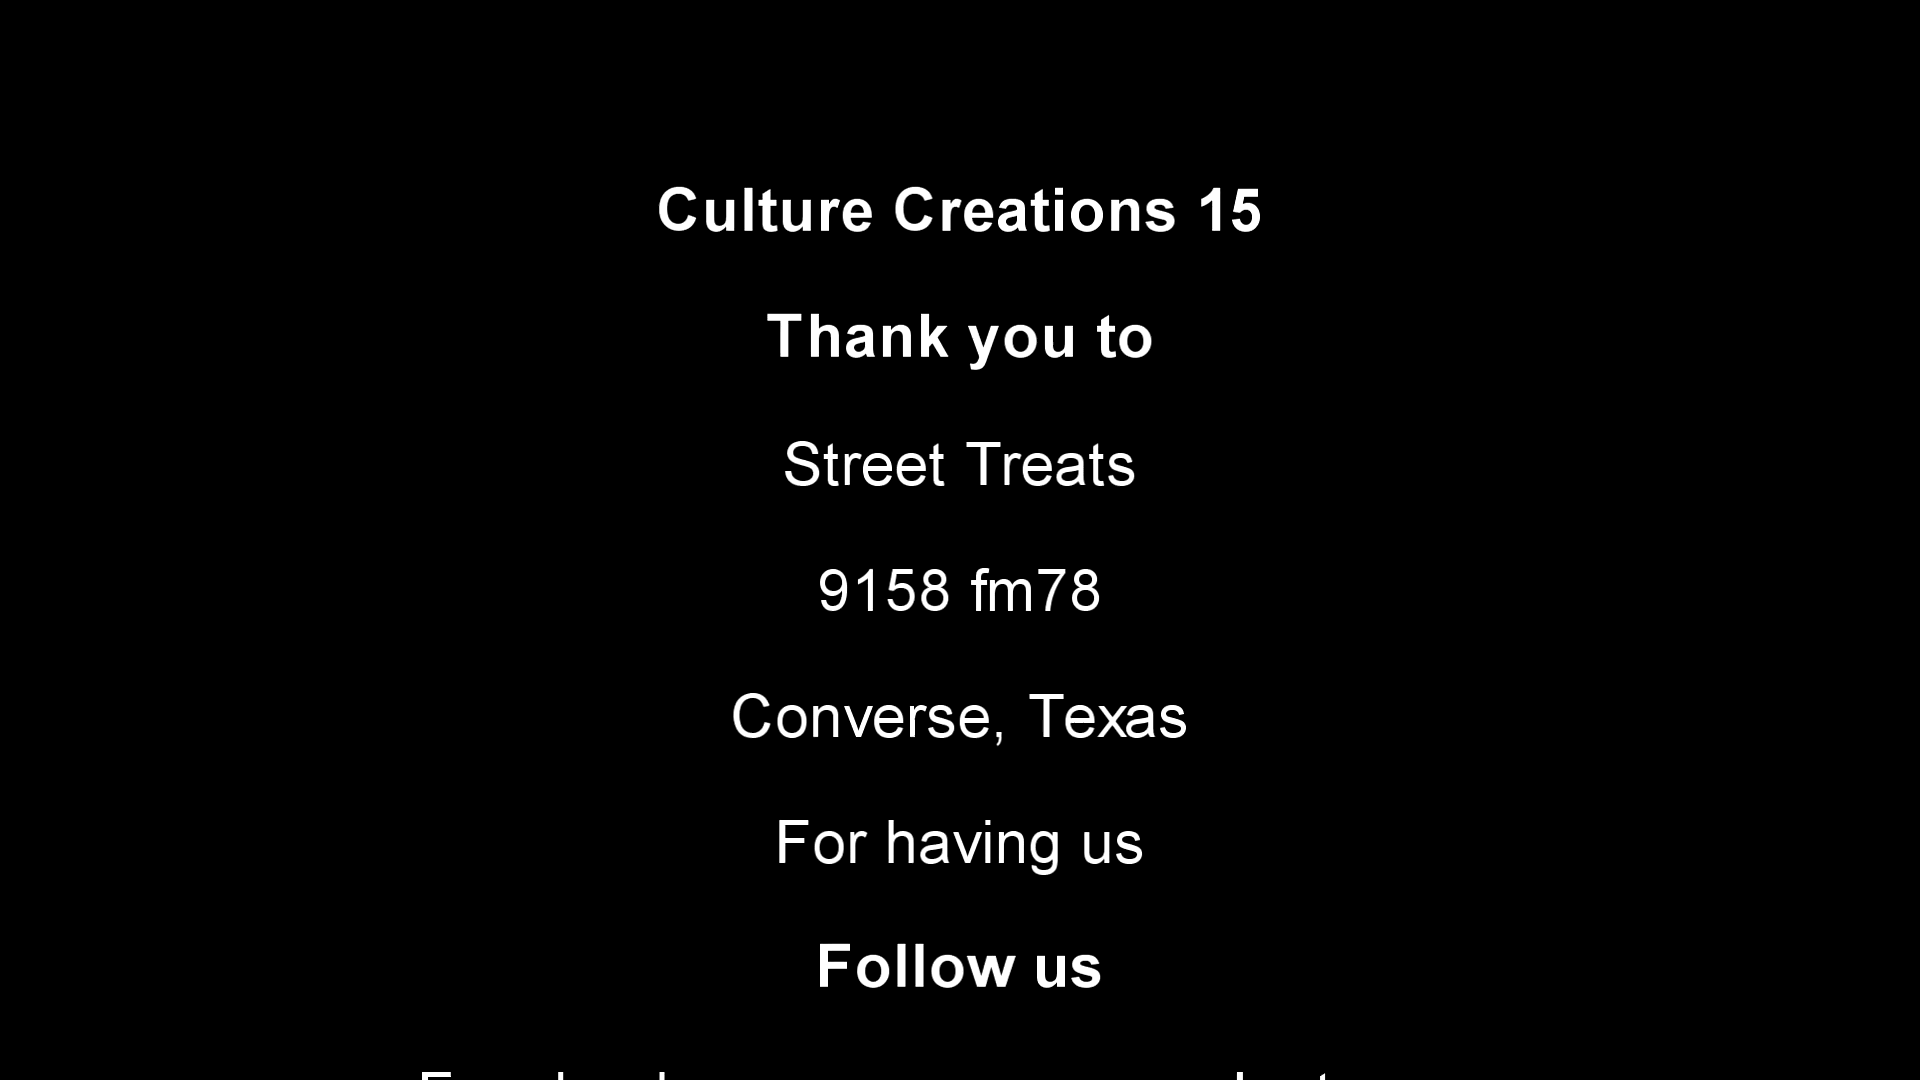 Culture Creations 15
Thank you to
Street Treats
9158 fm78
Converse, Texas
For having us
Follow us